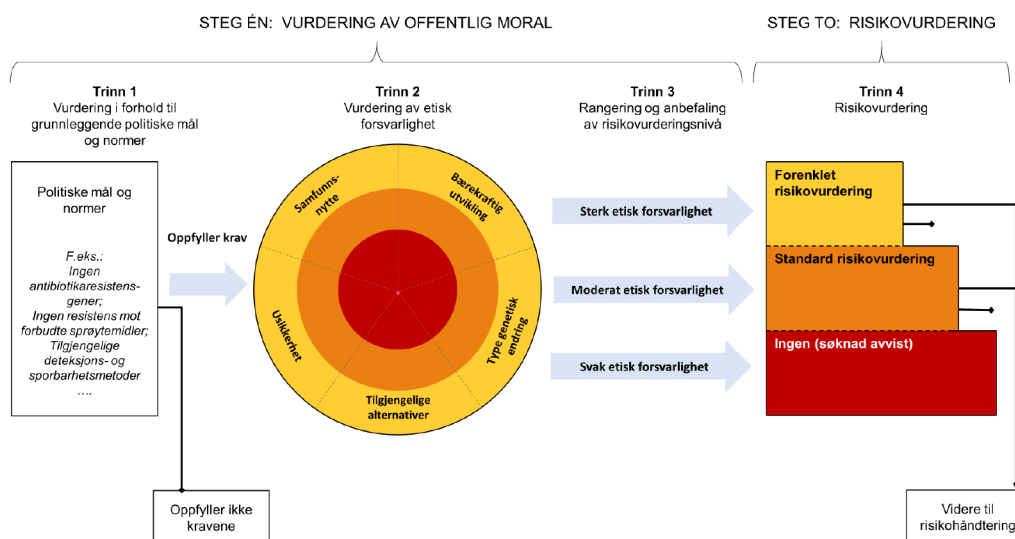 STEG ÉN: VURDERING AV OFFENTLIG MORAL
STEG TO: RISIKOVURDERING
Trinn 1
Vurdering i forhold til
grunnleggende politiske mål
og normer
Trinn 2
Vurdering av etisk
forsvarlighet
Trinn 3
Rangering og anbefaling
av risikovurderingsnivå
Trinn 4
Risikovurdering
Politiske mål og
normer
F.eks.:
Ingen
antibiotikaresistens-
gener;
Ingen resistens mot
forbudte sprøytemidler;
Tilgjengelige
deteksjons- og
sporbarhetsmetoder
....
Oppfyller krav
Oppfyller ikke
kravene
Samfunns-
nytte
Bærekraftig
utvikling
Usikkerhet
Type genetisk
endring
Tilgjengelige
alternativer
Sterk etisk forsvarlighet
Moderat etisk forsvarlighet
Svak etisk forsvarlighet
Forenklet
risikovurdering
Standard risikovurdering
Ingen (søknad avvist)
Videre til
risikohåndtering